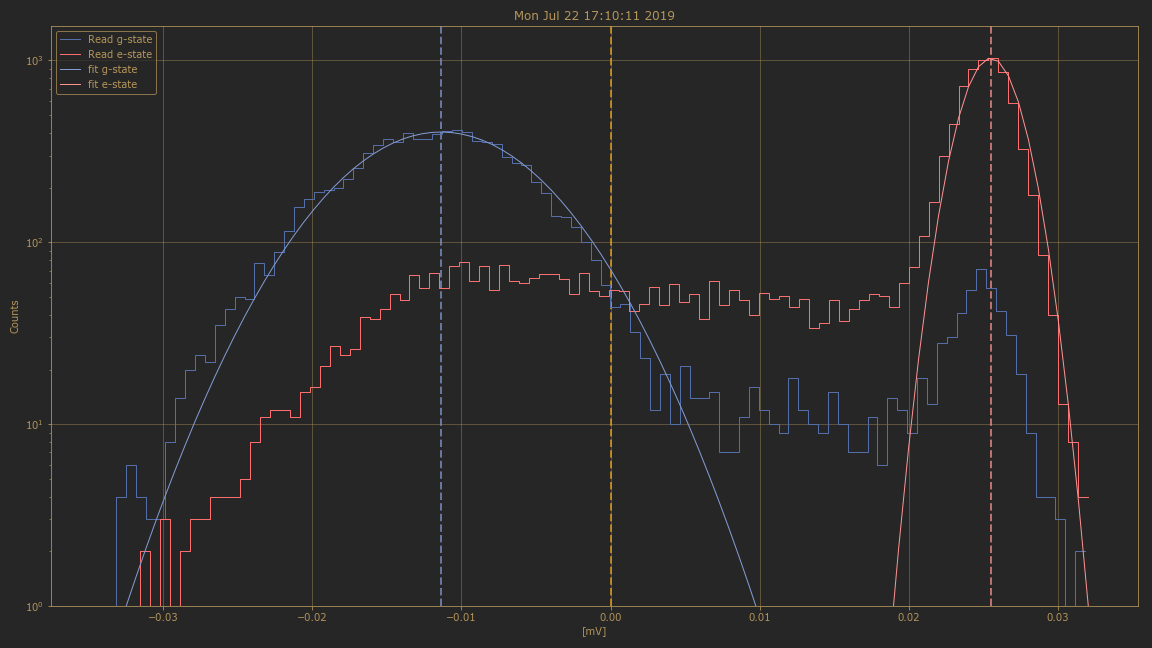 Mon Jul 22 17:10:11 2019
Read g-state
Read e-state
fit g-state
fit e-state
Counts
10³
10²
10¹
10⁰
−0.03 −0.02 −0.01 0.00 0.01 0.02 0.03
[mV]